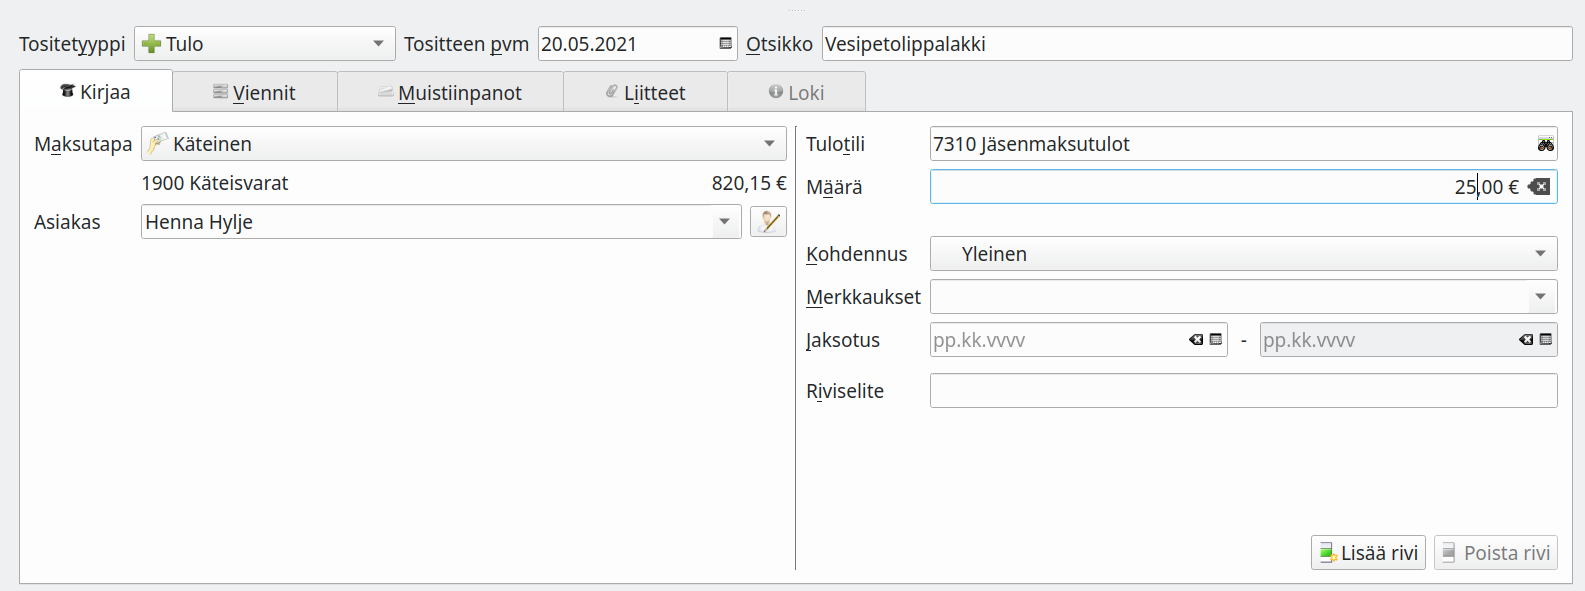 Tositetyyppi Tulo Tositteen pvm 20.05.2021 Otsikko Vesipetolippalakki
Kirjaa Viennit Muistiinpanot Liitteet Loki
Maksutapa Käteinen
1900 Käteisvarat 820,15 €
Asiakas Henna Hylje
Tulotili 7310 Jäsenmaksutulot
Määrä 25,00 €
Kohdennus Yleinen
Merkkaukset
Jaksotus pp.kk.vvvv - pp.kk.vvvv
Riviselite
Lisää rivi Poista rivi